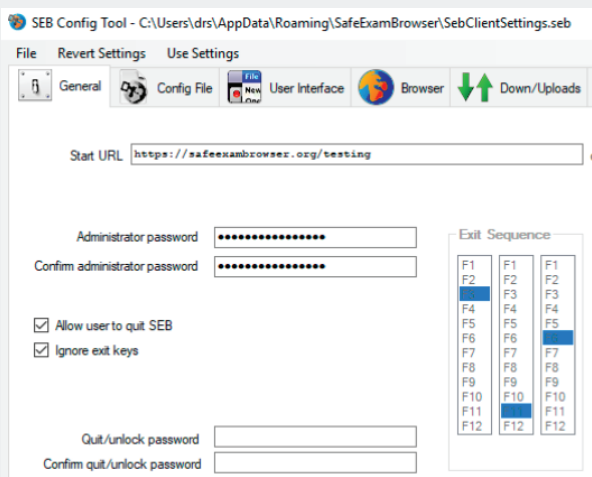 SEB Config Tool - C:\Users\drs\AppData\Roaming\SafeExamBrowser\SebClientSettings.seb
File Revert Settings Use Settings
General Config File File New One User Interface Browser Down/Uploads
Start URL https://safeexambrowser.org/testing
Administrator password ●●●●●●●●●●●●●●●●
Confirm administrator password ●●●●●●●●●●●●●●●●
Allow user to quit SEB
Ignore exit keys
Exit Sequence
F1 F1 F1
F2 F2 F2
F3 F3
F4 F4 F4
F5 F5 F5
F6 F6
F7 F7 F7
F8 F8 F8
F9 F9 F9
F10 F10 F10
F11 F11
F12 F12 F12
Quit/unlock password
Confirm quit/unlock password